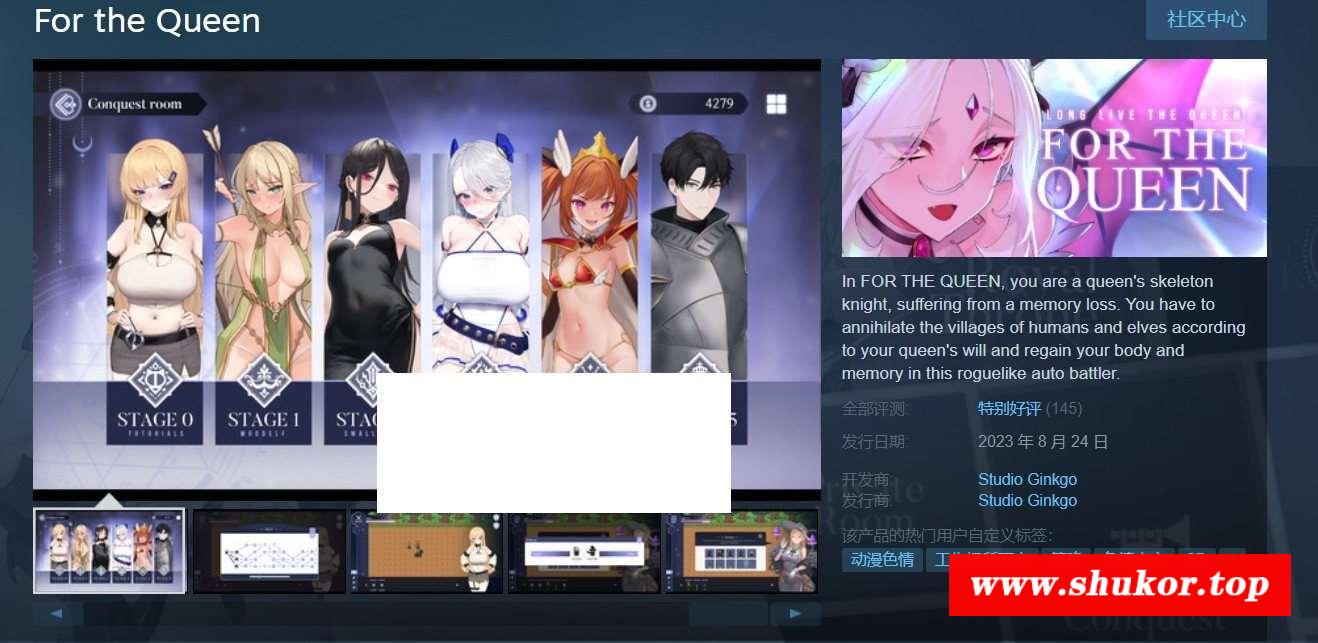 For the Queen
社区中心
Conquest room
4279
STAGE 0
TUTORIALS
STAGE 1
WOODELF
LONG LIVE THE QUEEN
FOR THE
QUEEN
In FOR THE QUEEN, you are a queen's skeleton
knight, suffering from a memory loss. You have to
annihilate the villages of humans and elves according
to your queen's will and regain your body and
memory in this roguelike auto battler.
全部评测: 特别好评 (145)
发行日期: 2023 年 8 月 24 日
开发商: Studio Ginkgo
发行商: Studio Ginkgo
该产品的热门用户自定义标签:
动漫色情
www.shukor.top